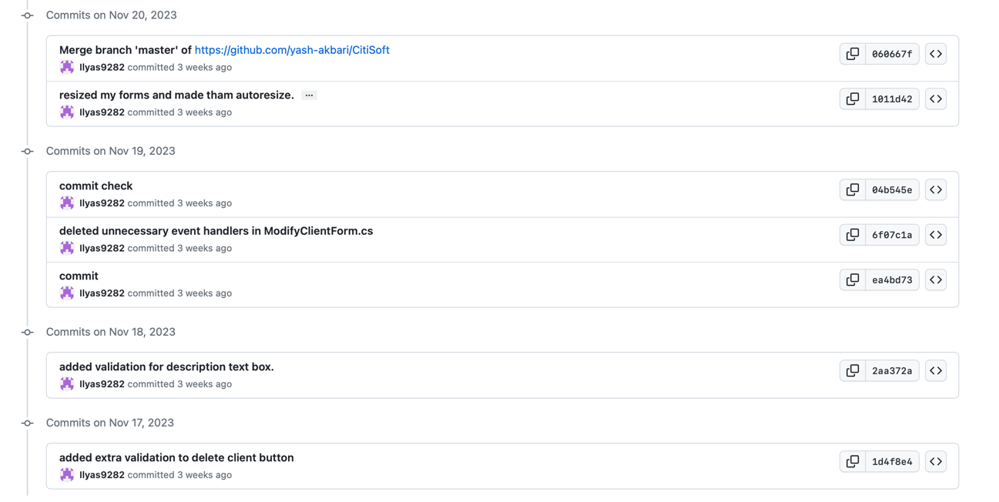 Commits on Nov 20, 2023
Merge branch 'master' of https://github.com/yash-akbari/CitiSoft
060667f
Ilyas9282 committed 3 weeks ago
resized my forms and made tham autoresize. ...
1011d42
Ilyas9282 committed 3 weeks ago
Commits on Nov 19, 2023
commit check
04b545e
Ilyas9282 committed 3 weeks ago
deleted unnecessary event handlers in ModifyClientForm.cs
6f07c1a
Ilyas9282 committed 3 weeks ago
commit
ea4bd73
Ilyas9282 committed 3 weeks ago
Commits on Nov 18, 2023
added validation for description text box.
2aa372a
Ilyas9282 committed 3 weeks ago
Commits on Nov 17, 2023
added extra validation to delete client button
1d4f8e4
Ilyas9282 committed 3 weeks ago